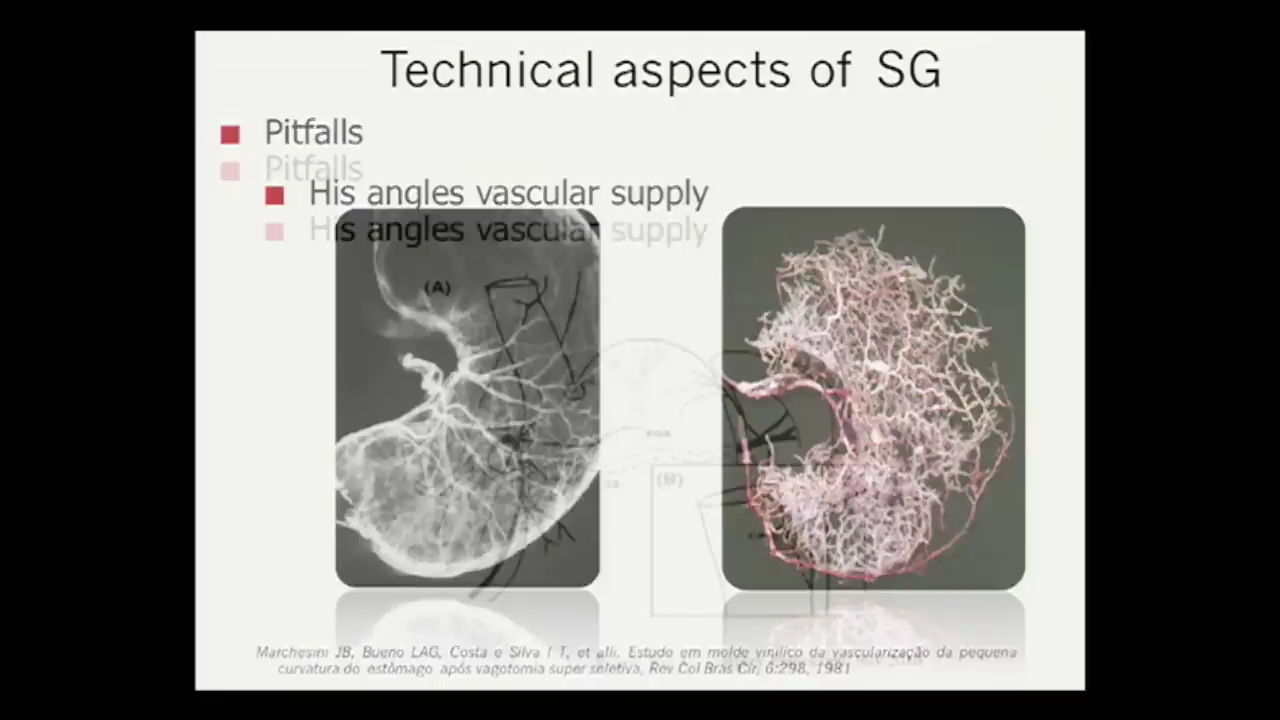 Technical aspects of SG
Pitfalls
Pitfalls
His angles vascular supply
His angles vascular supply
(A)
(B)
Marchesini JB, Bueno LAG, Costa e Silva I T, et alii. Estudo em molde vinílico da vascularização da pequena
curvatura do estômago após vagotomia super seletiva, Rev Col Bras Cir, 6:298, 1981